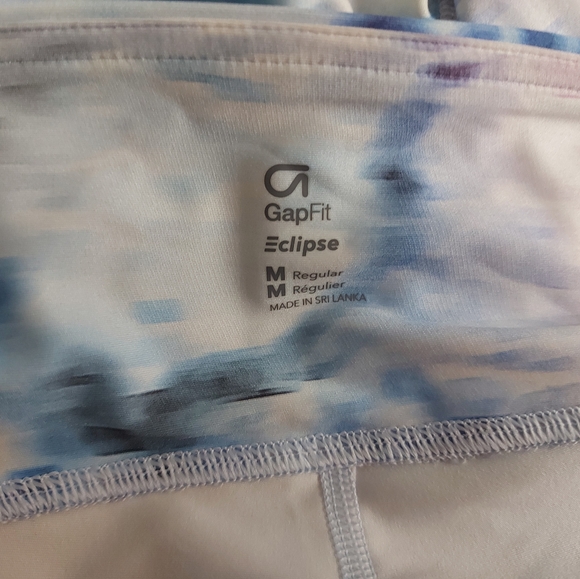 GapFit
Eclipse
M Regular
M Régulier
MADE IN SRI LANKA